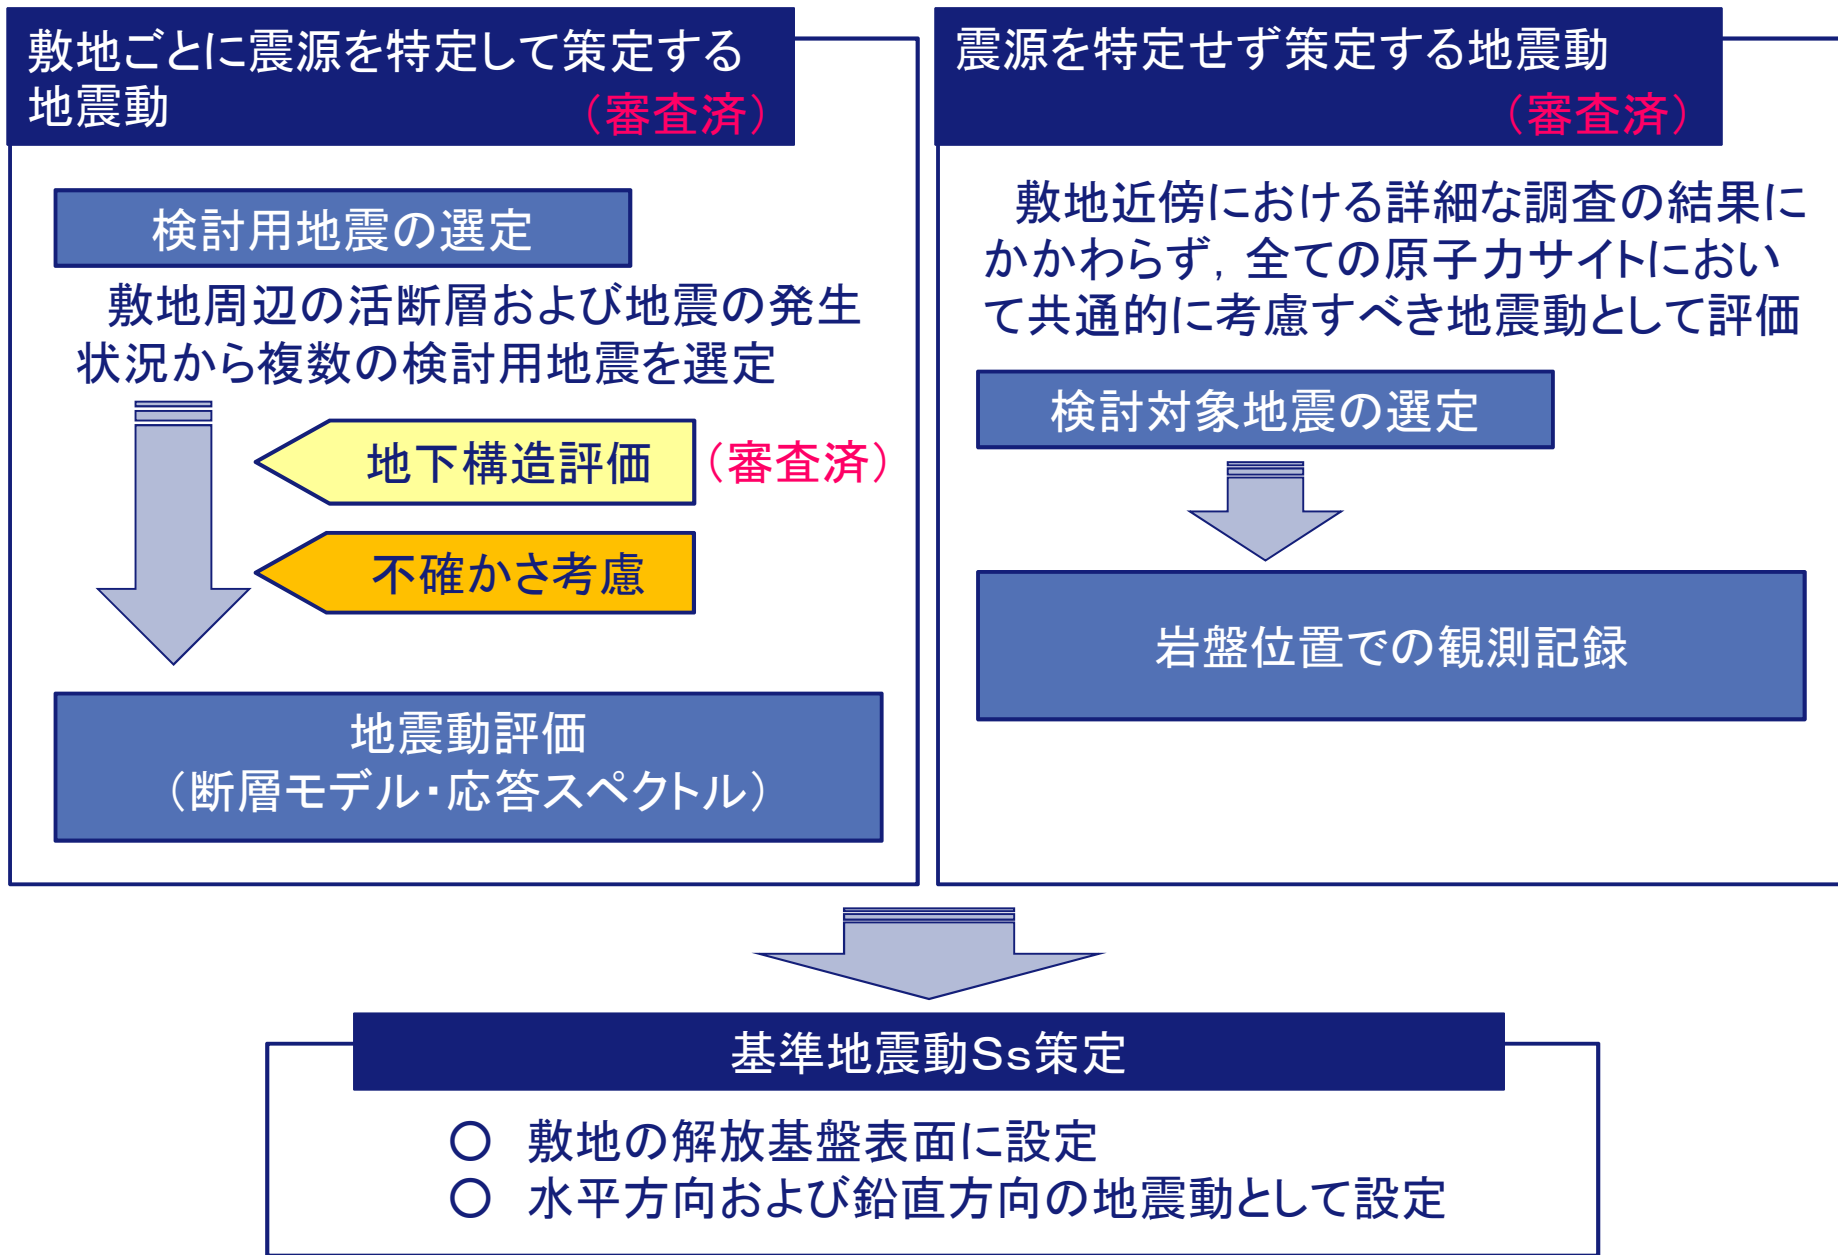 敷地ごとに震源を特定して策定する
地震動
（審査済）
検討用地震の選定
敷地周辺の活断層および地震の発生
状況から複数の検討用地震を選定
地下構造評価
（審査済）
不確かさ考慮
地震動評価
（断層モデル・応答スペクトル）
震源を特定せず策定する地震動
（審査済）
敷地近傍における詳細な調査の結果に
かかわらず，全ての原子力サイトにおい
て共通的に考慮すべき地震動として評価
検討対象地震の選定
岩盤位置での観測記録
基準地震動Ｓｓ策定
○　敷地の解放基盤表面に設定
○　水平方向および鉛直方向の地震動として設定